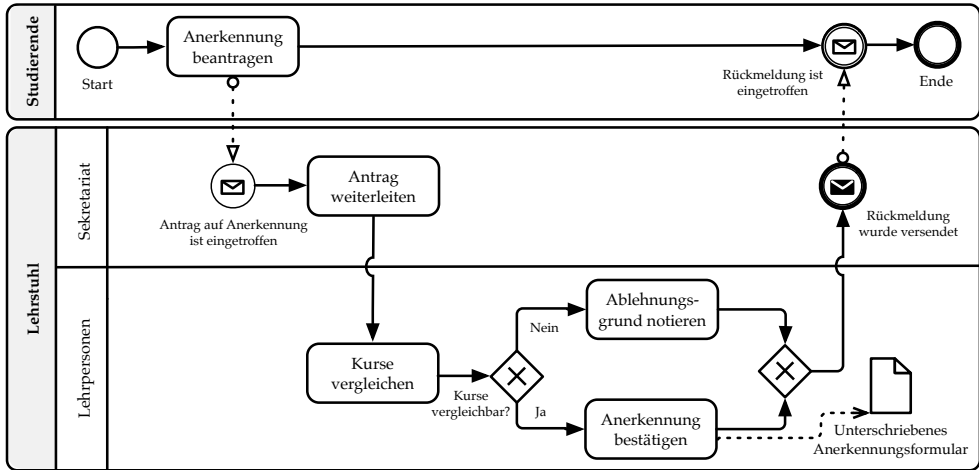 Studierende
Start
Anerkennung
beantragen
Rückmeldung ist
eingetroffen
Ende
Lehrstuhl
Sekretariat
Antrag auf Anerkennung
ist eingetroffen
Antrag
weiterleiten
Rückmeldung
wurde versendet
Lehrpersonen
Kurse
vergleichen
Kurse
vergleichbar?
Nein
Ja
Ablehnungs-
grund notieren
Anerkennung
bestätigen
Unterschriebenes
Anerkennungsformular